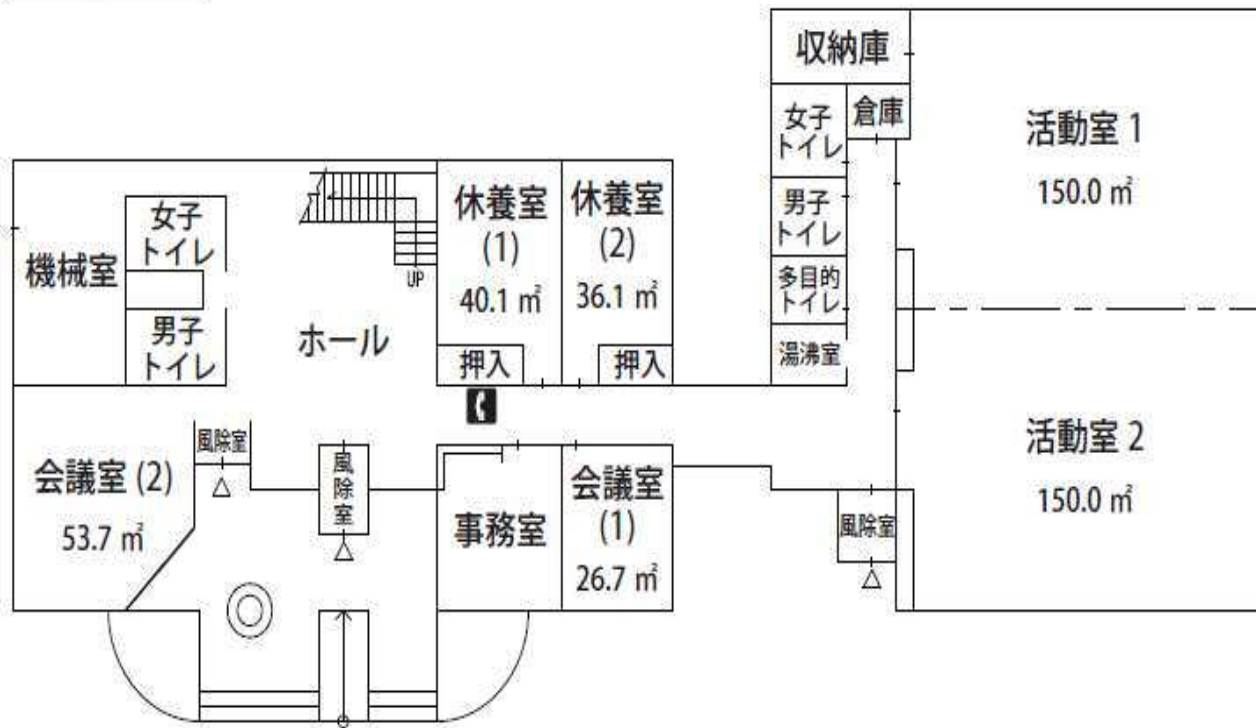 収納庫
女子
トイレ
倉庫
活動室 1
150.0 ㎡
男子
トイレ
多目的
トイレ
湯沸室
活動室 2
150.0 ㎡
風除室
機械室
女子
トイレ
男子
トイレ
UP
ホール
休養室
(1)
40.1 ㎡
押入
休養室
(2)
36.1 ㎡
押入
会議室 (2)
53.7 ㎡
風除室
風除室
事務室
会議室
(1)
26.7 ㎡